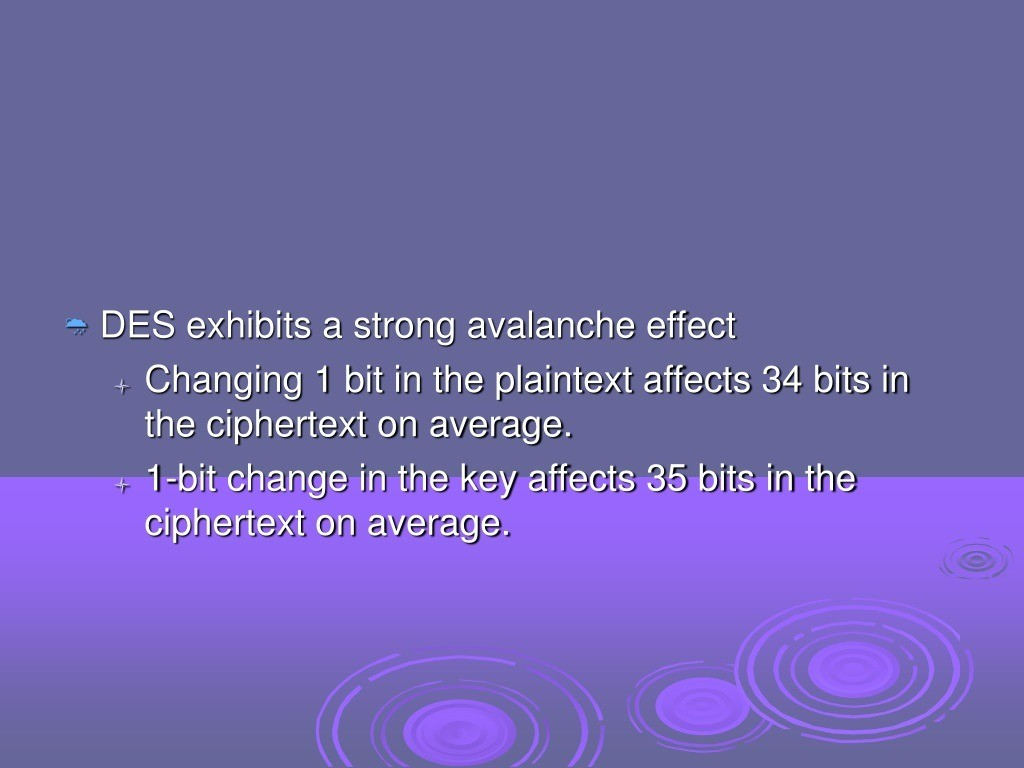 DES exhibits a strong avalanche effect
Changing 1 bit in the plaintext affects 34 bits in
the ciphertext on average.
1-bit change in the key affects 35 bits in the
ciphertext on average.